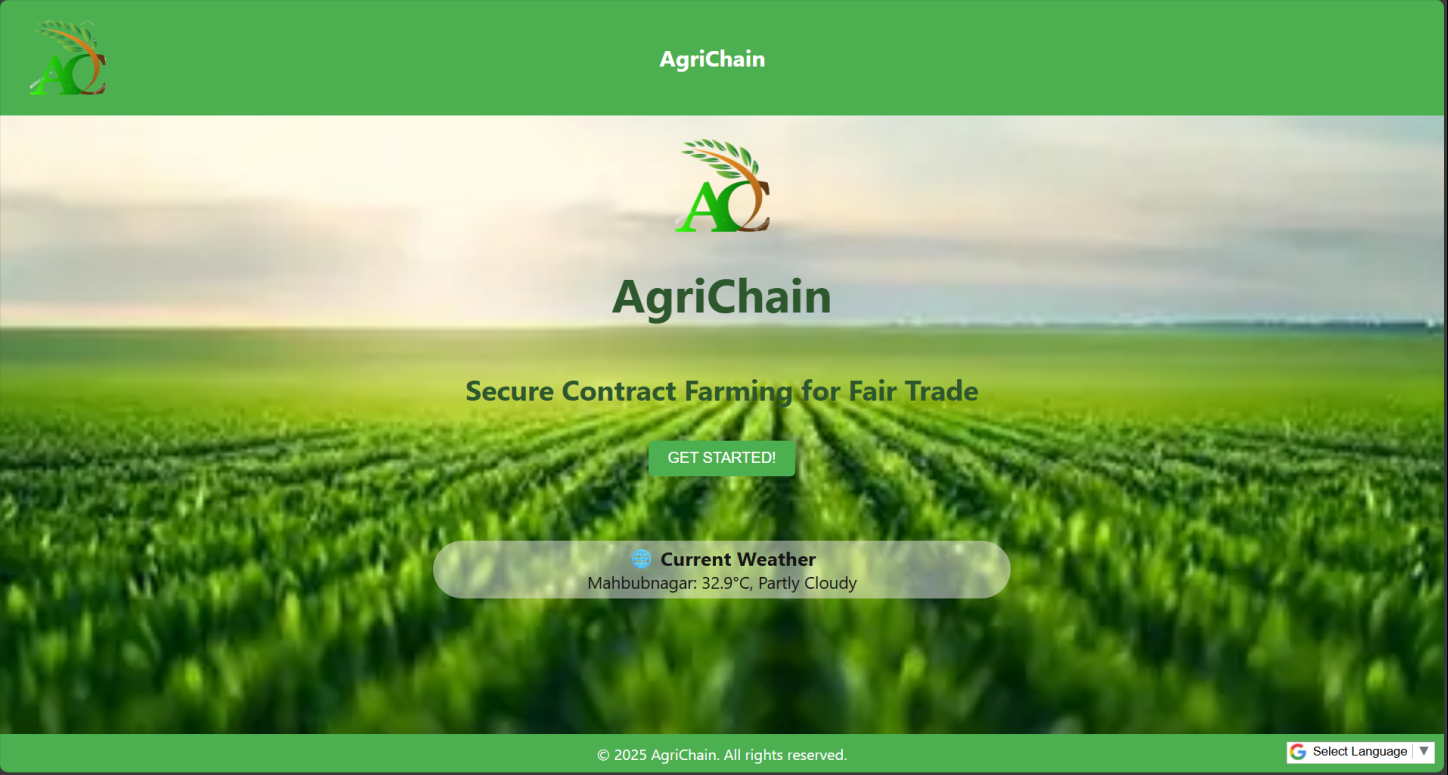 AC
AgriChain
AC
AgriChain
Secure Contract Farming for Fair Trade
GET STARTED!
Current Weather
Mahbubnagar: 32.9°C, Partly Cloudy
© 2025 AgriChain. All rights reserved.
G Select Language ▼